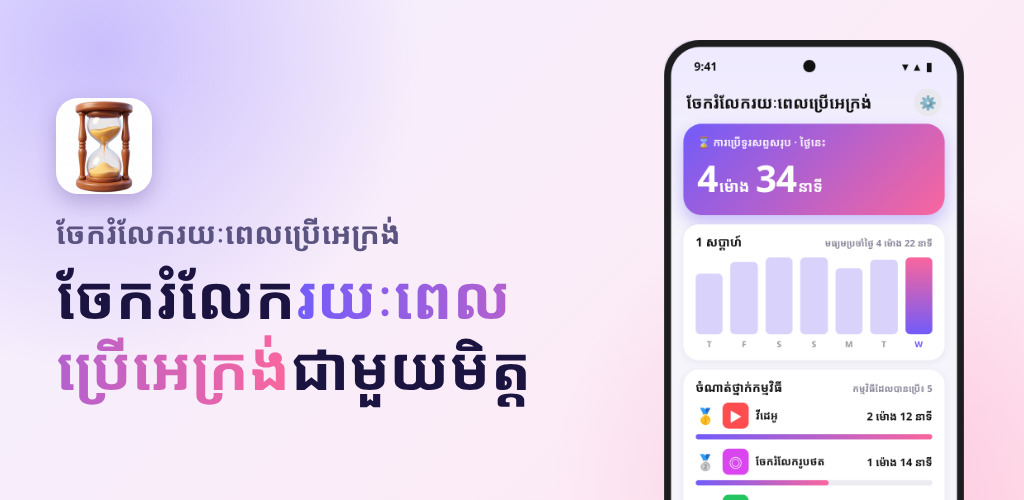 ចែករំលែករយៈពេលប្រើអេក្រង់
ចែករំលែករយៈពេល
ប្រើអេក្រង់ជាមួយមិត្ត
9:41
ចែករំលែករយៈពេលប្រើអេក្រង់
ការប្រើទូរសព្ទសរុប · ថ្ងៃនេះ
4ម៉ោង 34នាទី
1 សប្តាហ៍
មធ្យមប្រចាំថ្ងៃ 4 ម៉ោង 22 នាទី
T F S S M T W
ចំណាត់ថ្នាក់កម្មវិធី
កម្មវិធីដែលបានប្រើ៖ 5
វីដេអូ
2 ម៉ោង 12 នាទី
ចែករំលែករូបថត
1 ម៉ោង 14 នាទី